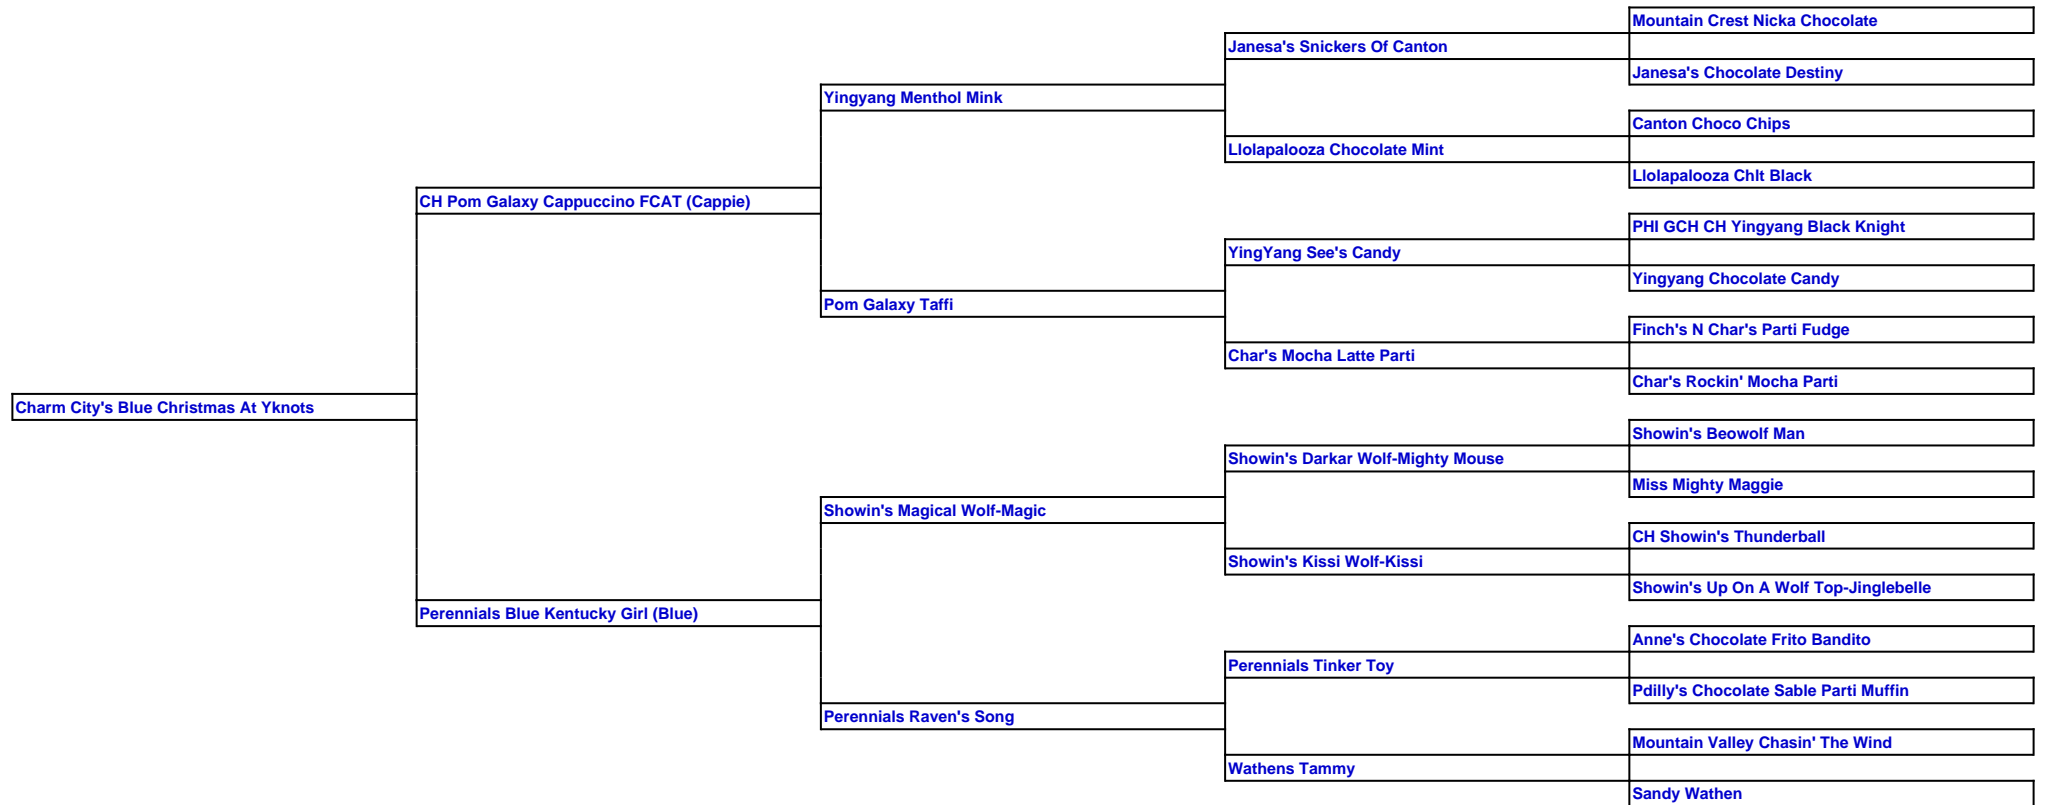 Mountain Crest Nicka Chocolate
Janesa's Snickers Of Canton
Janesa's Chocolate Destiny
Yingyang Menthol Mink
Canton Choco Chips
Llolapalooza Chocolate Mint
Llolapalooza Chlt Black
CH Pom Galaxy Cappuccino FCAT (Cappie)
PHI GCH CH Yingyang Black Knight
YingYang See's Candy
Yingyang Chocolate Candy
Pom Galaxy Taffi
Finch's N Char's Parti Fudge
Char's Mocha Latte Parti
Char's Rockin' Mocha Parti
Charm City's Blue Christmas At Yknots
Showin's Beowolf Man
Showin's Darkar Wolf-Mighty Mouse
Miss Mighty Maggie
Showin's Magical Wolf-Magic
CH Showin's Thunderball
Showin's Kissi Wolf-Kissi
Showin's Up On A Wolf Top-Jinglebelle
Perennials Blue Kentucky Girl (Blue)
Anne's Chocolate Frito Bandito
Perennials Tinker Toy
Pdilly's Chocolate Sable Parti Muffin
Perennials Raven's Song
Mountain Valley Chasin' The Wind
Wathens Tammy
Sandy Wathen